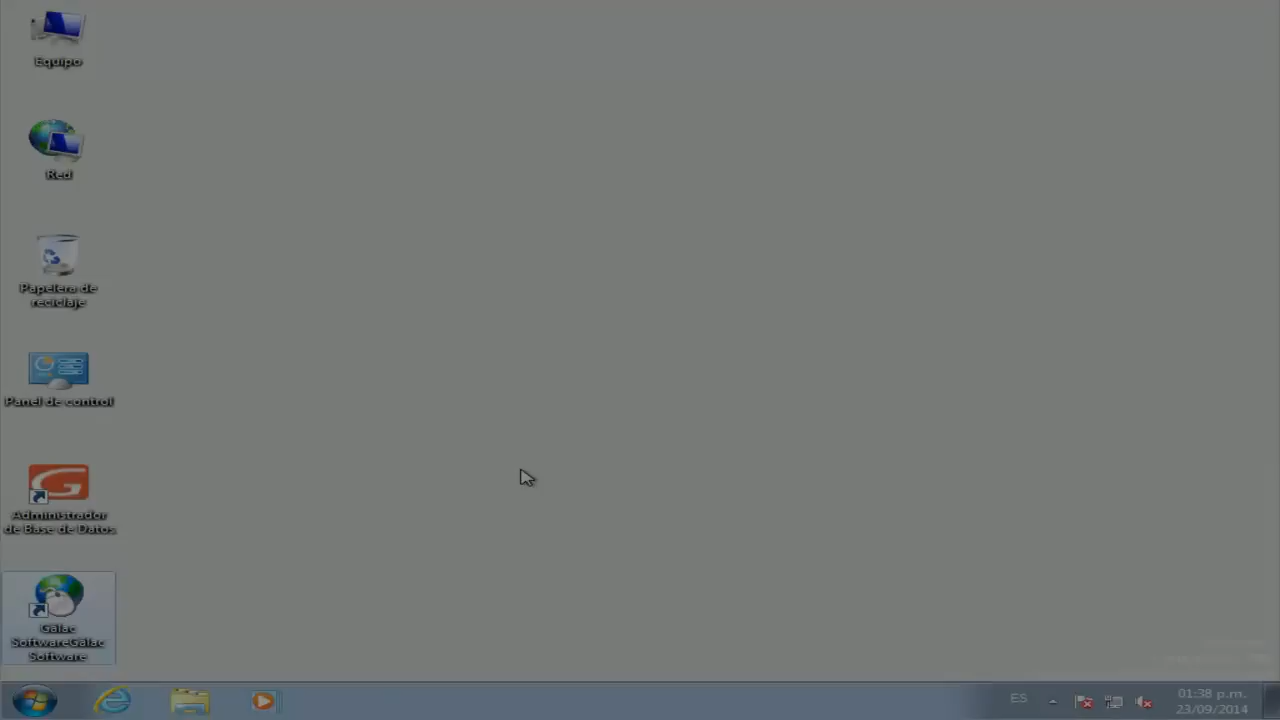 Equipo
Red
Papelera de
reciclaje
Panel de control
Administrador
de Base de Datos
Galac
SoftwareGalac
Software
ES
01:38 p.m.
23/09/2014